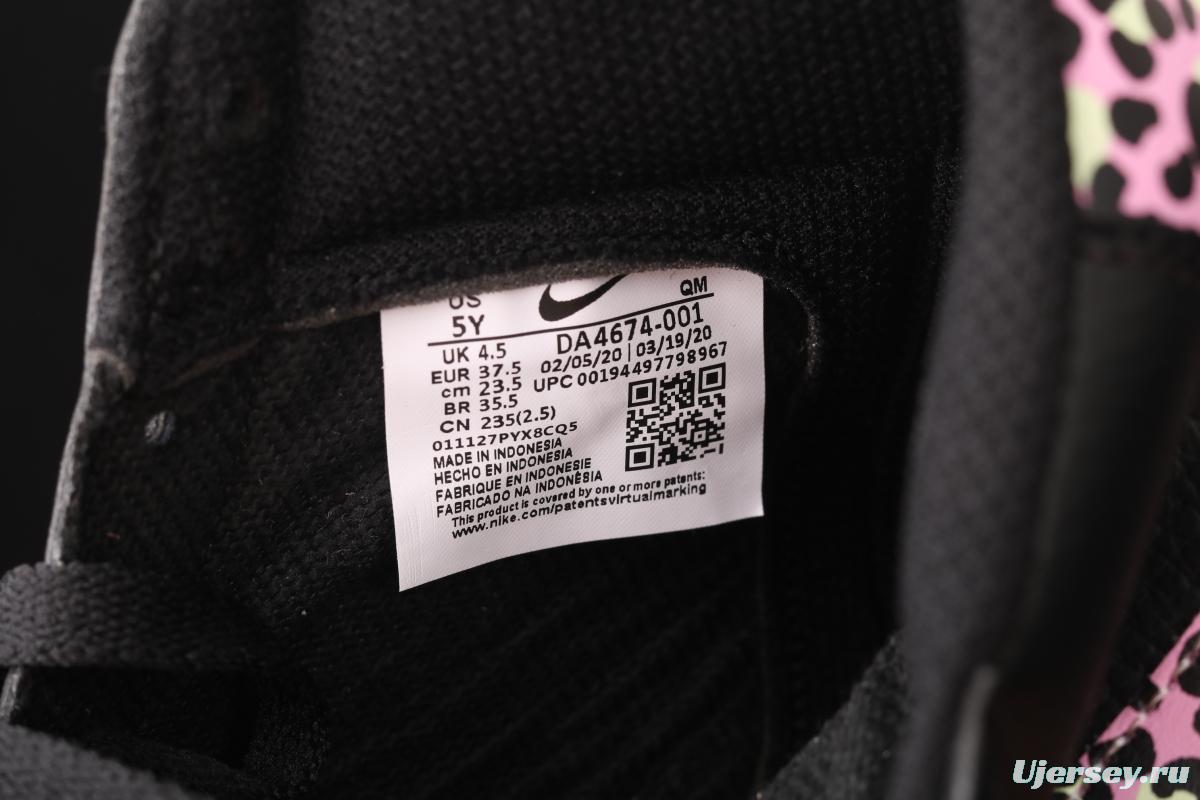 US
5Y
QM
DA4674-001
UK 4.5
02/05/20 | 03/19/20
EUR 37.5
UPC 00194497798967
cm 23.5
BR 35.5
CN 235(2.5)
011127PYX8CQ5
MADE IN INDONESIA
HECHO EN INDONESIA
FABRIQUE EN INDONESIE
FABRICADO NA INDONÉSIA
This product is covered by one or more patents:
www.nike.com/patentsvirtualmarking
Ujersey.ru